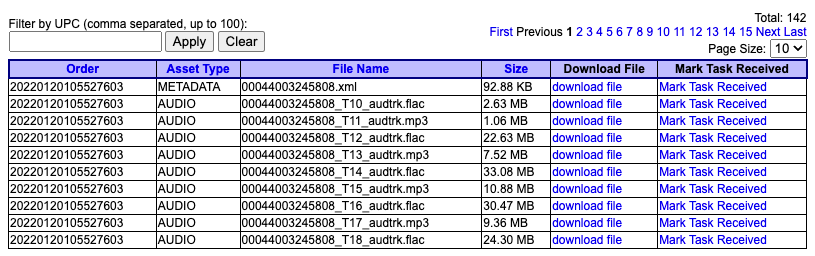 Filter by UPC (comma separated, up to 100):
Apply Clear
Total: 142
First Previous 1 2 3 4 5 6 7 8 9 10 11 12 13 14 15 Next Last
Page Size: 10
Order Asset Type File Name Size Download File Mark Task Received
20220120105527603 METADATA 00044003245808.xml 92.88 KB download file Mark Task Received
20220120105527603 AUDIO 00044003245808_T10_audtrk.flac 2.63 MB download file Mark Task Received
20220120105527603 AUDIO 00044003245808_T11_audtrk.mp3 1.06 MB download file Mark Task Received
20220120105527603 AUDIO 00044003245808_T12_audtrk.flac 22.63 MB download file Mark Task Received
20220120105527603 AUDIO 00044003245808_T13_audtrk.mp3 7.52 MB download file Mark Task Received
20220120105527603 AUDIO 00044003245808_T14_audtrk.flac 33.08 MB download file Mark Task Received
20220120105527603 AUDIO 00044003245808_T15_audtrk.mp3 10.88 MB download file Mark Task Received
20220120105527603 AUDIO 00044003245808_T16_audtrk.flac 30.47 MB download file Mark Task Received
20220120105527603 AUDIO 00044003245808_T17_audtrk.mp3 9.36 MB download file Mark Task Received
20220120105527603 AUDIO 00044003245808_T18_audtrk.flac 24.30 MB download file Mark Task Received